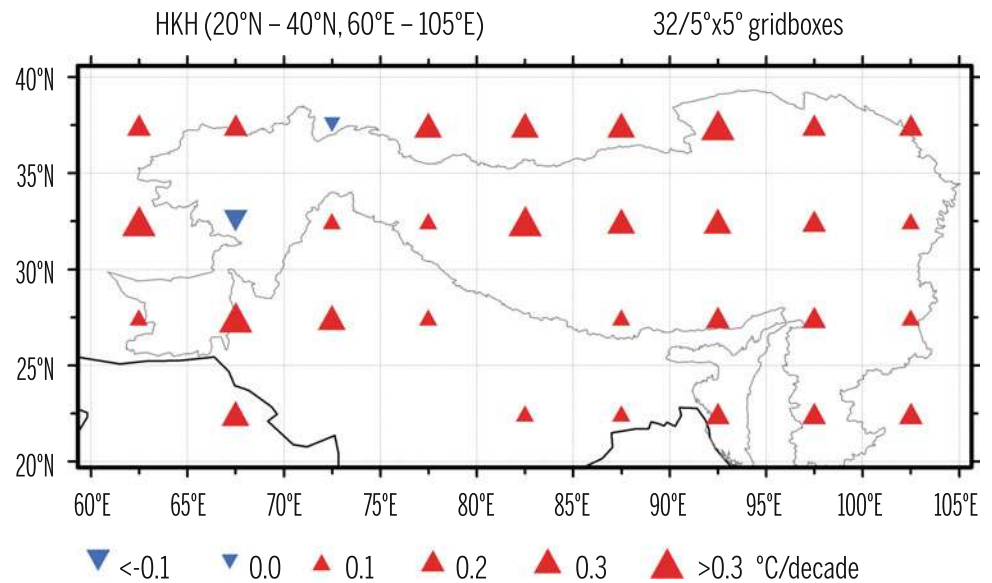 HKH (20°N – 40°N, 60°E – 105°E) 32/5°x5° gridboxes
40°N
35°N
30°N
25°N
20°N
60°E 65°E 70°E 75°E 80°E 85°E 90°E 95°E 100°E 105°E
<-0.1 0.0 0.1 0.2 0.3 >0.3 °C/decade